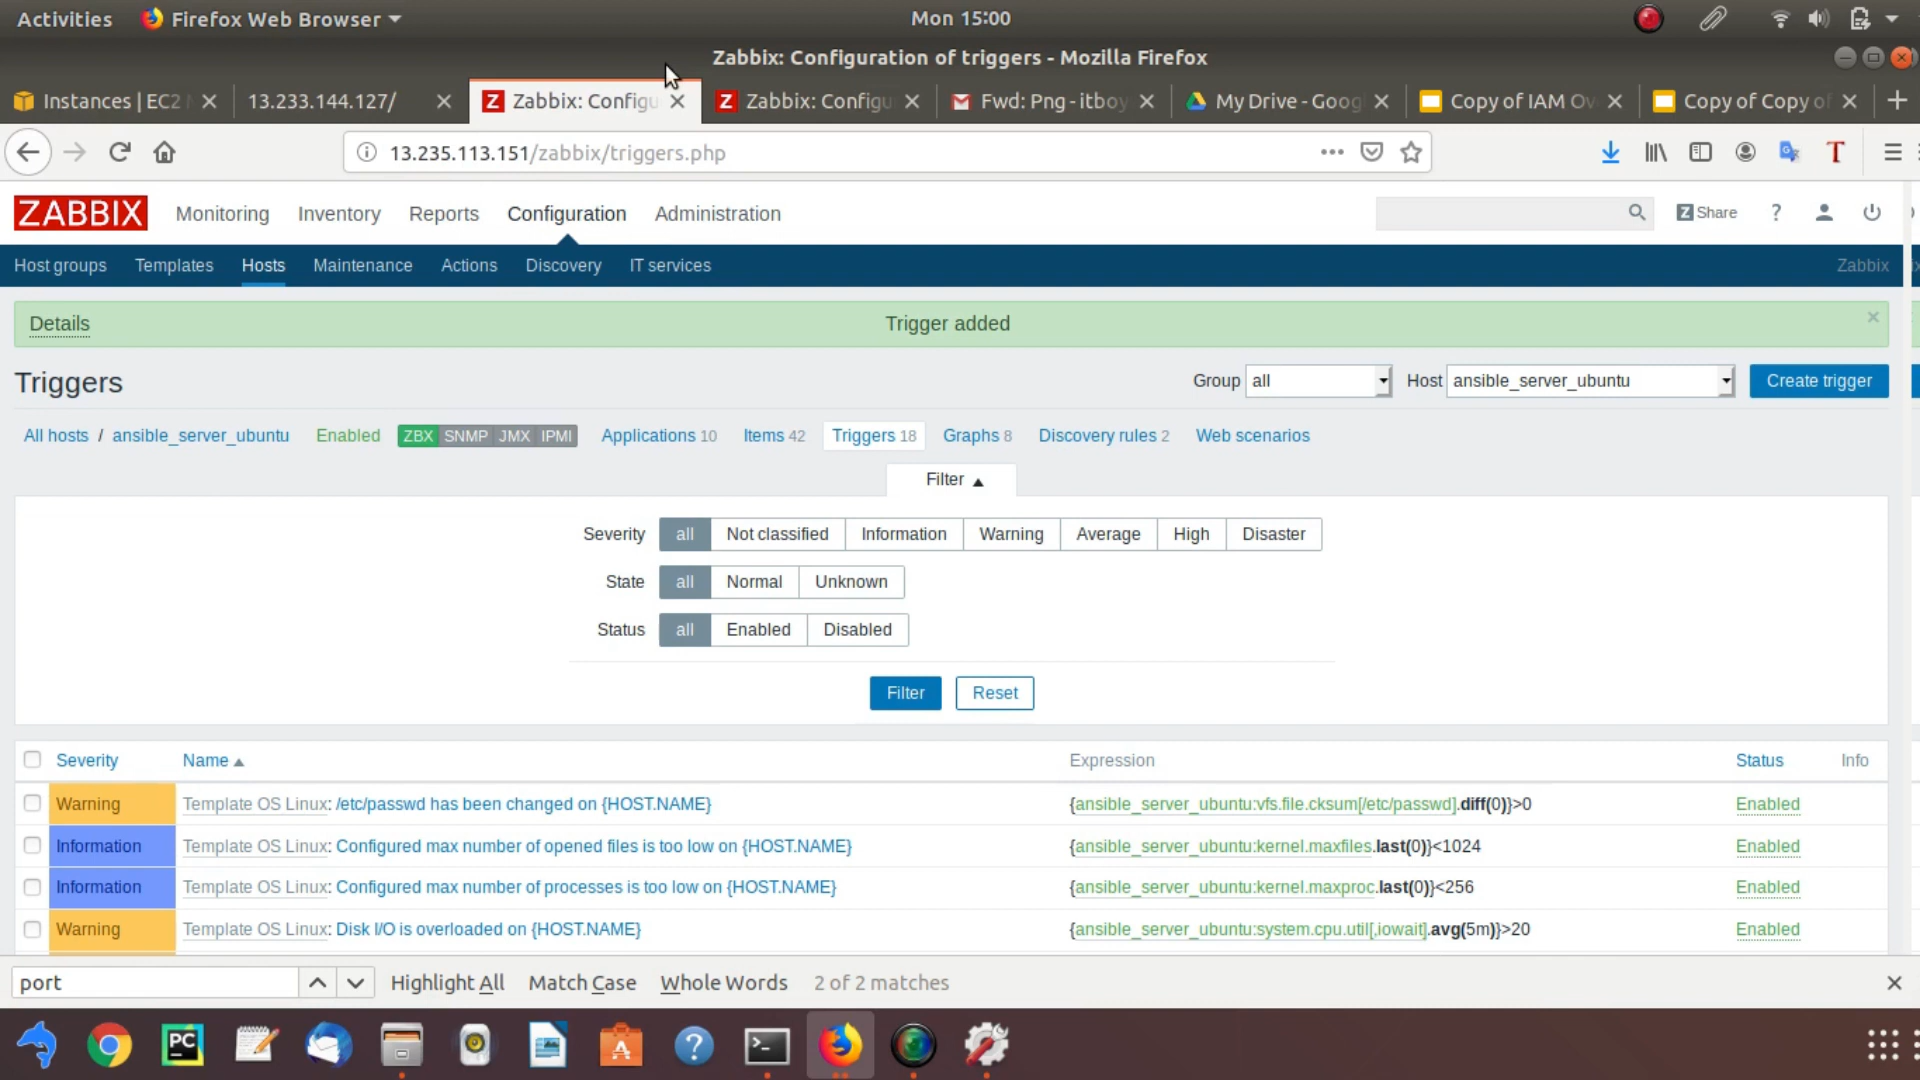 Activities Firefox Web Browser Mon 15:00
Zabbix: Configuration of triggers - Mozilla Firefox
Instances | EC2 13.233.144.127/ Zabbix: Configu Zabbix: Configu Fwd: Png - itboy My Drive - Goog Copy of IAM Ov Copy of Copy of
13.235.113.151/zabbix/triggers.php
ZABBIX Monitoring Inventory Reports Configuration Administration Share ?
Host groups Templates Hosts Maintenance Actions Discovery IT services Zabbix
Details Trigger added
Triggers Group all Host ansible_server_ubuntu Create trigger
All hosts / ansible_server_ubuntu Enabled ZBX SNMP JMX IPMI Applications 10 Items 42 Triggers 18 Graphs 8 Discovery rules 2 Web scenarios
Filter ▲
Severity all Not classified Information Warning Average High Disaster
State all Normal Unknown
Status all Enabled Disabled
Filter Reset
Severity Name ▲ Expression Status Info
Warning Template OS Linux: /etc/passwd has been changed on {HOST.NAME} {ansible_server_ubuntu:vfs.file.cksum[/etc/passwd].diff(0)}>0 Enabled
Information Template OS Linux: Configured max number of opened files is too low on {HOST.NAME} {ansible_server_ubuntu:kernel.maxfiles.last(0)}<1024 Enabled
Information Template OS Linux: Configured max number of processes is too low on {HOST.NAME} {ansible_server_ubuntu:kernel.maxproc.last(0)}<256 Enabled
Warning Template OS Linux: Disk I/O is overloaded on {HOST.NAME} {ansible_server_ubuntu:system.cpu.util[,iowait].avg(5m)}>20 Enabled
port Highlight All Match Case Whole Words 2 of 2 matches